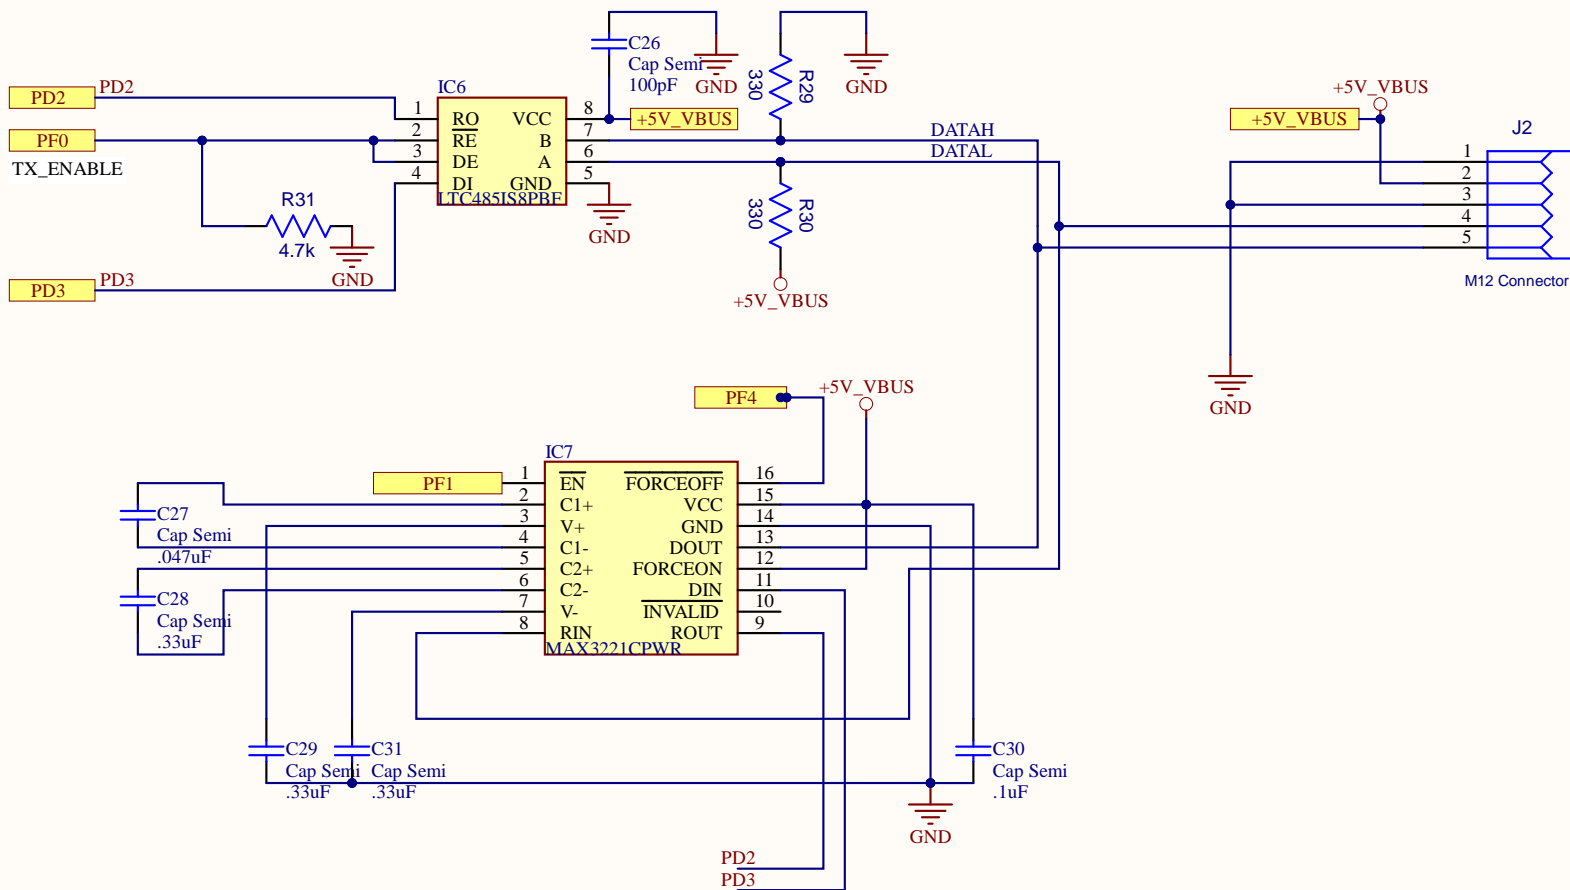 C26
Cap Semi
100pF
GND
330
R29
GND
PD2
PD2
PF0
TX_ENABLE
IC6
1
RO
VCC
8
+5V_VBUS
2
RE
B
7
DATAH
3
DE
A
6
DATAL
4
DI
GND
5
LTC485IS8PBF
GND
R31
4.7k
GND
PD3
PD3
330
R30
+5V_VBUS
+5V_VBUS
+5V_VBUS
J2
1
2
3
4
5
M12 Connector
GND
PF4
+5V_VBUS
IC7
PF1
1
EN
FORCEOFF
16
2
C1+
VCC
15
3
V+
GND
14
4
C1-
DOUT
13
5
C2+
FORCEON
12
6
C2-
DIN
11
7
V-
INVALID
10
8
RIN
ROUT
9
MAX3221CPWR
C27
Cap Semi
.047uF
C28
Cap Semi
.33uF
C29
Cap Semi
.33uF
C31
Cap Semi
.33uF
C30
Cap Semi
.1uF
GND
PD2
PD3